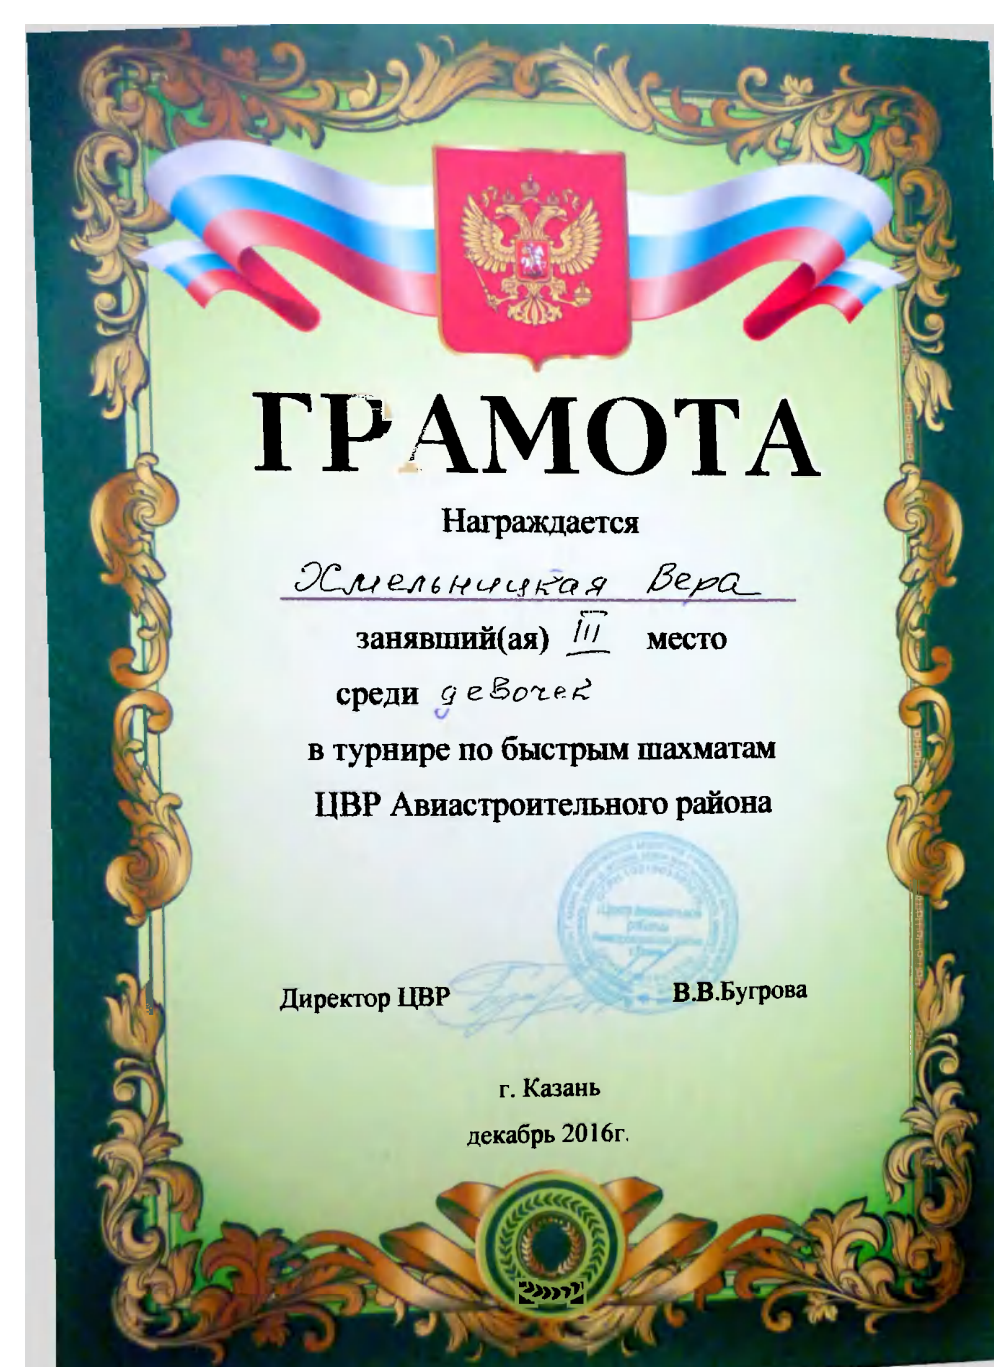 ГРАМОТА
Награждается
Хмельницкая Вера
занявший(ая) III место
среди девочек
в турнире по быстрым шахматам
ЦВР Авиастроительного района
Директор ЦВР В.В.Бугрова
г. Казань
декабрь 2016г.